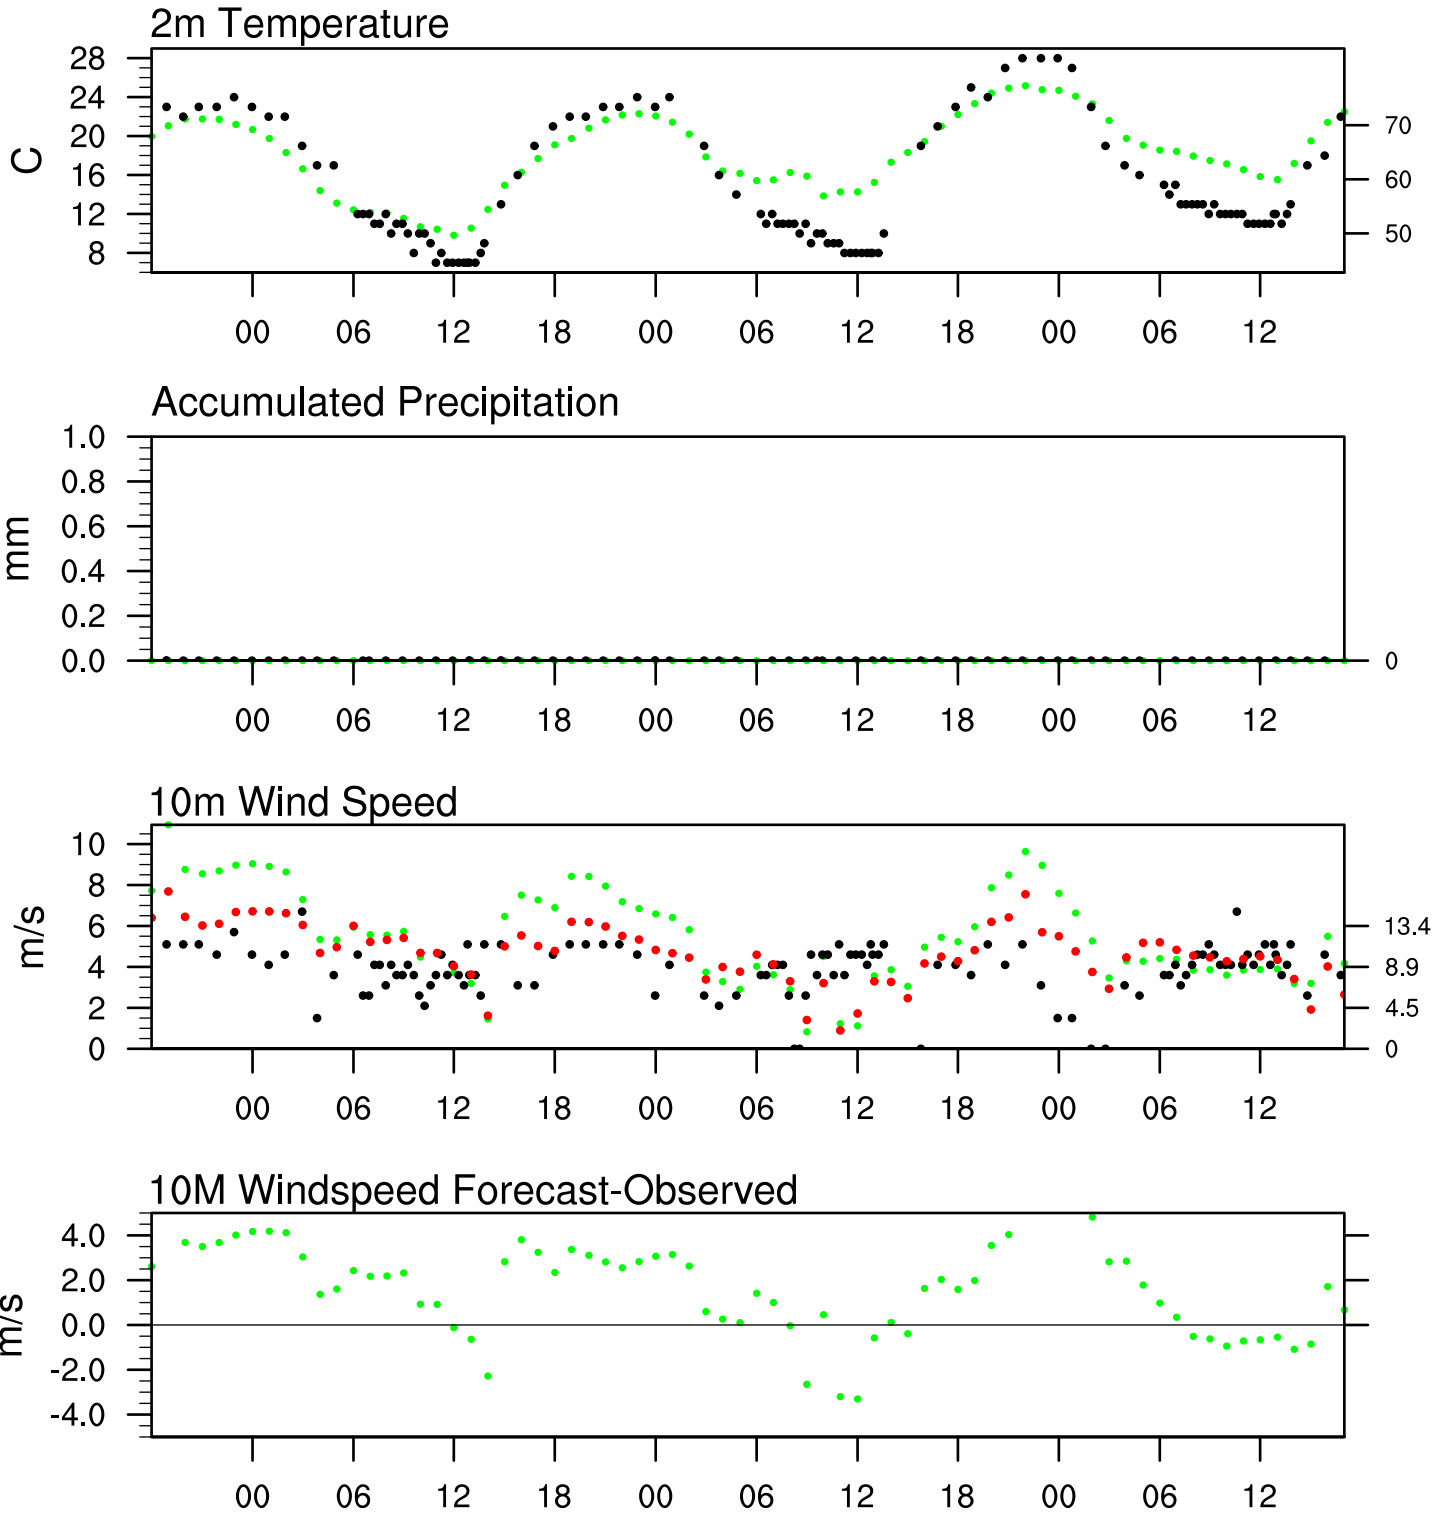 2m Temperature
28
24
20
16
12
8
C
70
60
50
00 06 12 18 00 06 12 18 00 06 12
Accumulated Precipitation
1.0
0.8
0.6
0.4
0.2
0.0
mm
0
00 06 12 18 00 06 12 18 00 06 12
10m Wind Speed
10
8
6
4
2
0
m/s
13.4
8.9
4.5
0
00 06 12 18 00 06 12 18 00 06 12
10M Windspeed Forecast-Observed
4.0
2.0
0.0
-2.0
-4.0
m/s
00 06 12 18 00 06 12 18 00 06 12